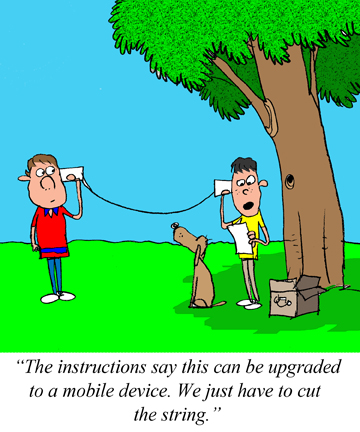 “The instructions say this can be upgraded
to a mobile device. We just have to cut
the string.”